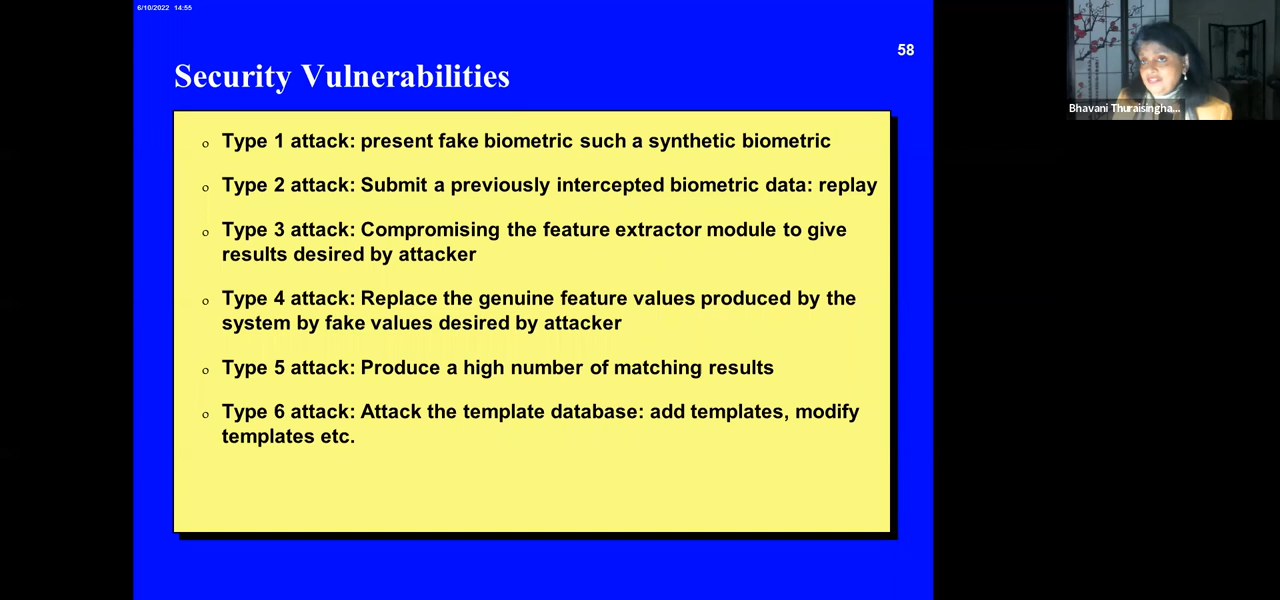 6/10/2022 14:55
58
Security Vulnerabilities
o Type 1 attack: present fake biometric such a synthetic biometric
o Type 2 attack: Submit a previously intercepted biometric data: replay
o Type 3 attack: Compromising the feature extractor module to give
results desired by attacker
o Type 4 attack: Replace the genuine feature values produced by the
system by fake values desired by attacker
o Type 5 attack: Produce a high number of matching results
o Type 6 attack: Attack the template database: add templates, modify
templates etc.
Bhavani Thuraisingha...